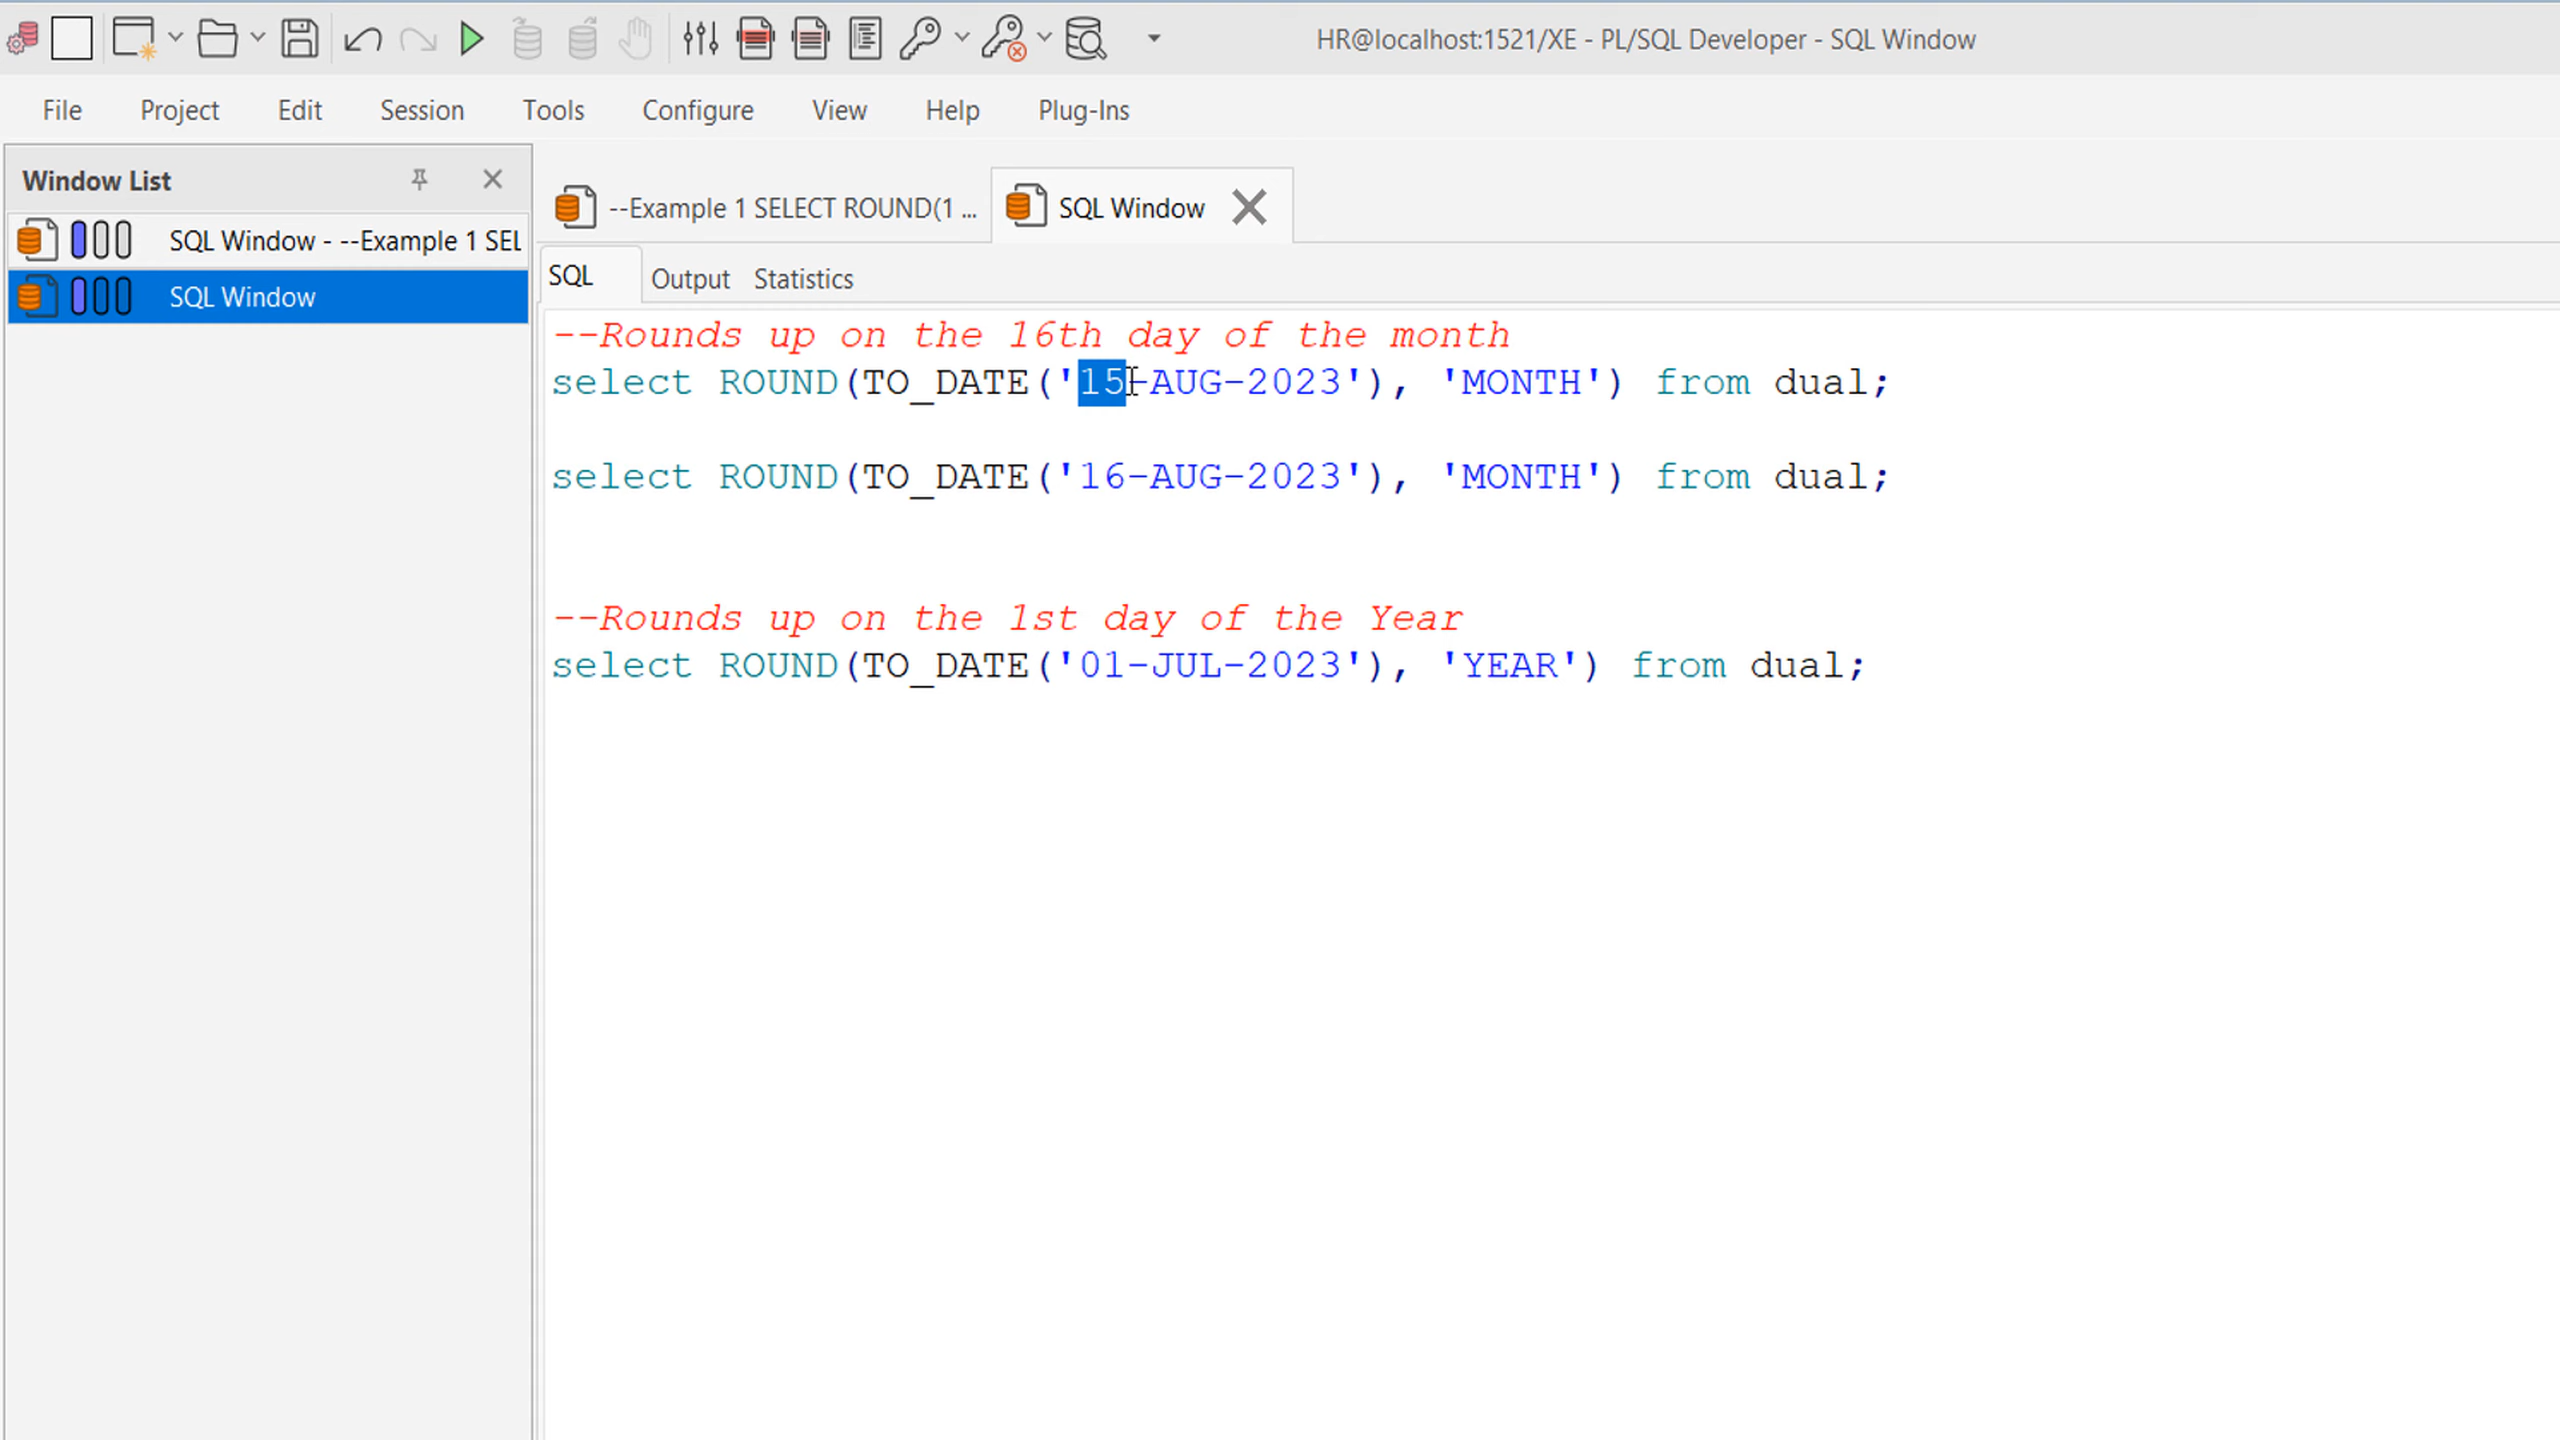 HR@localhost:1521/XE - PL/SQL Developer - SQL Window
File Project Edit Session Tools Configure View Help Plug-Ins
Window List
SQL Window - --Example 1 SEL
SQL Window
--Example 1 SELECT ROUND(1 ...
SQL Window
SQL Output Statistics
--Rounds up on the 16th day of the month
select ROUND(TO_DATE('15-AUG-2023'), 'MONTH') from dual;
select ROUND(TO_DATE('16-AUG-2023'), 'MONTH') from dual;
--Rounds up on the 1st day of the Year
select ROUND(TO_DATE('01-JUL-2023'), 'YEAR') from dual;